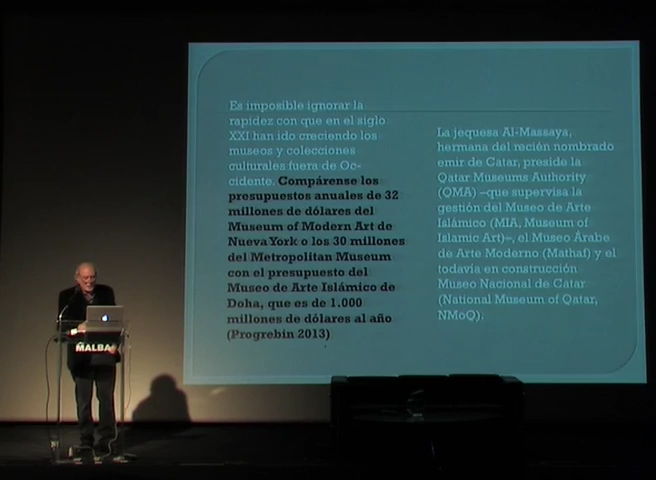 Es imposible ignorar la
rapidez con que en el siglo
XXI han ido creciendo los
museos y colecciones
culturales fuera de Oc-
cidente. Compárense los
presupuestos anuales de 32
millones de dólares del
Museum of Modern Art de
Nueva York o los 30 millones
del Metropolitan Museum
con el presupuesto del
Museo de Arte Islámico de
Doha, que es de 1.000
millones de dólares al año
(Progrebin 2013)
La jequesa Al-Massaya,
hermana del recién nombrado
emir de Catar, preside la
Qatar Museums Authority
(QMA) –que supervisa la
gestión del Museo de Arte
Islámico (MIA, Museum of
Islamic Art)–, el Museo Árabe
de Arte Moderno (Mathaf) y el
todavía en construcción
Museo Nacional de Catar
(National Museum of Qatar,
NMoQ).
MALBA